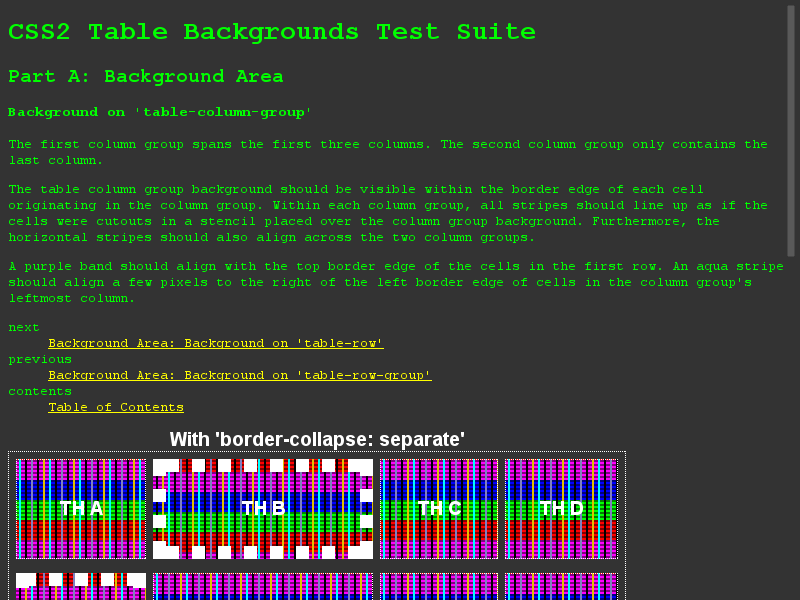 CSS2 Table Backgrounds Test Suite
Part A: Background Area
Background on 'table-column-group'
The first column group spans the first three columns. The second column group only contains the
last column.
The table column group background should be visible within the border edge of each cell
originating in the column group. Within each column group, all stripes should line up as if the
cells were cutouts in a stencil placed over the column group background. Furthermore, the
horizontal stripes should also align across the two column groups.
A purple band should align with the top border edge of the cells in the first row. An aqua stripe
should align a few pixels to the right of the left border edge of cells in the column group's
leftmost column.
next
Background Area: Background on 'table-row'
previous
Background Area: Background on 'table-row-group'
contents
Table of Contents
With 'border-collapse: separate'
TH A TH B TH C TH D